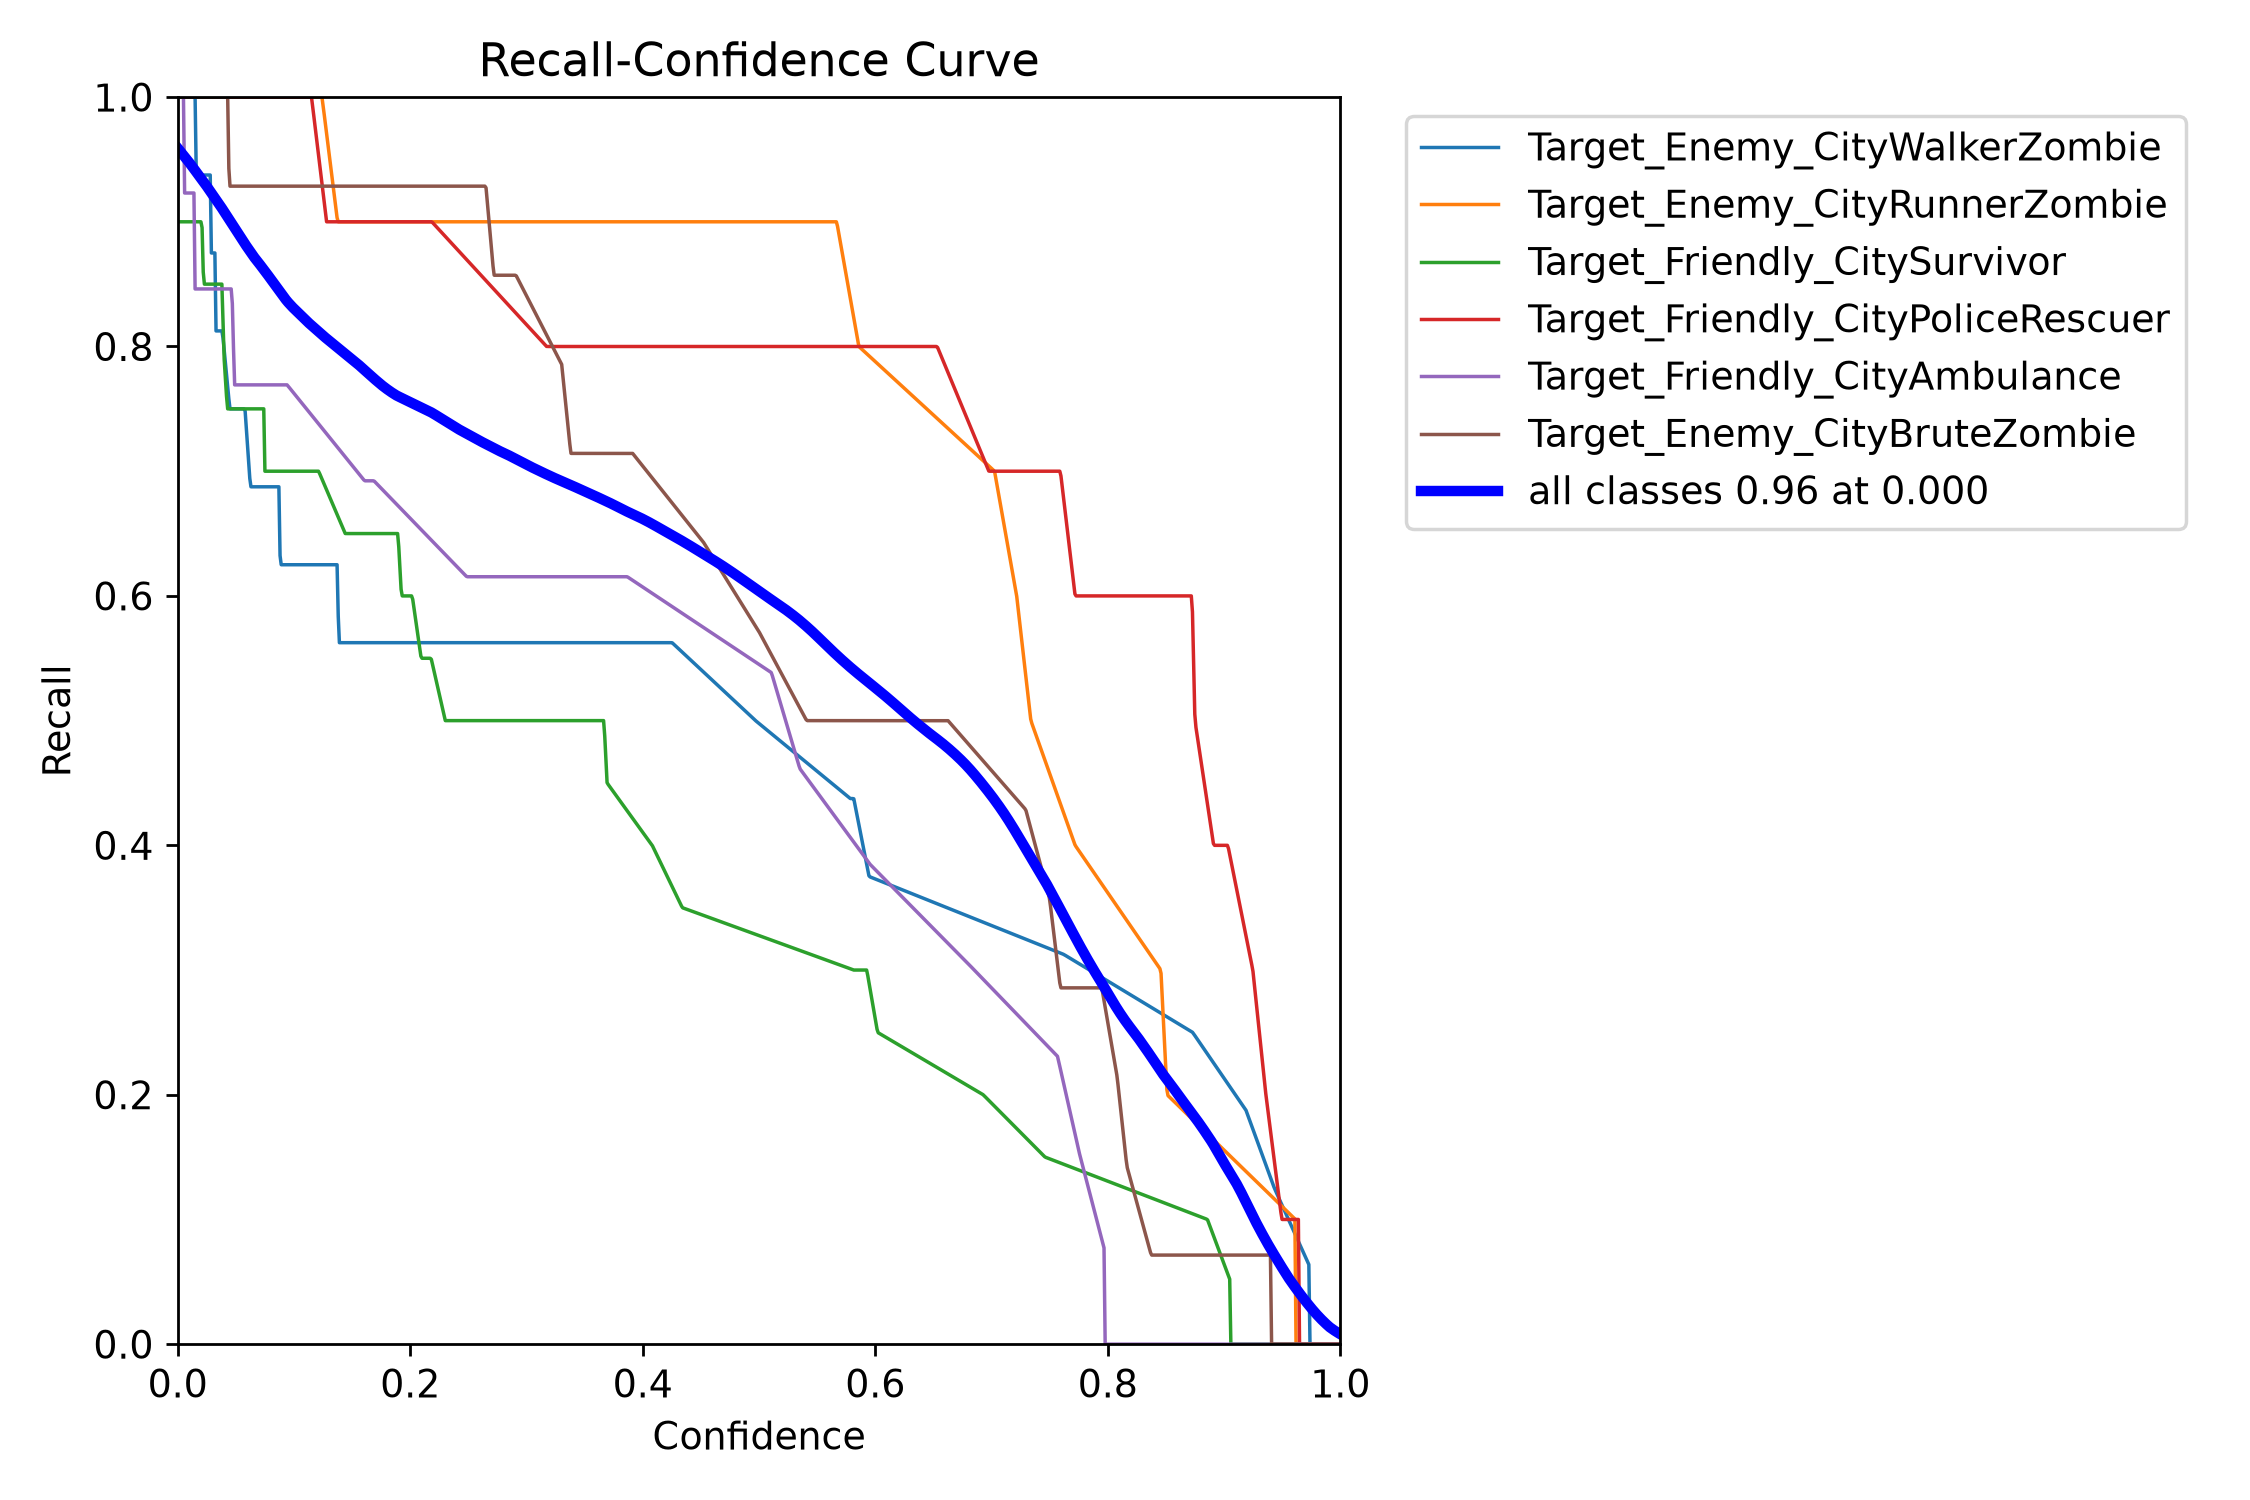 Recall-Confidence Curve
1.0
0.8
0.6
0.4
0.2
0.0
Recall
0.0 0.2 0.4 0.6 0.8 1.0
Confidence
Target_Enemy_CityWalkerZombie
Target_Enemy_CityRunnerZombie
Target_Friendly_CitySurvivor
Target_Friendly_CityPoliceRescuer
Target_Friendly_CityAmbulance
Target_Enemy_CityBruteZombie
all classes 0.96 at 0.000